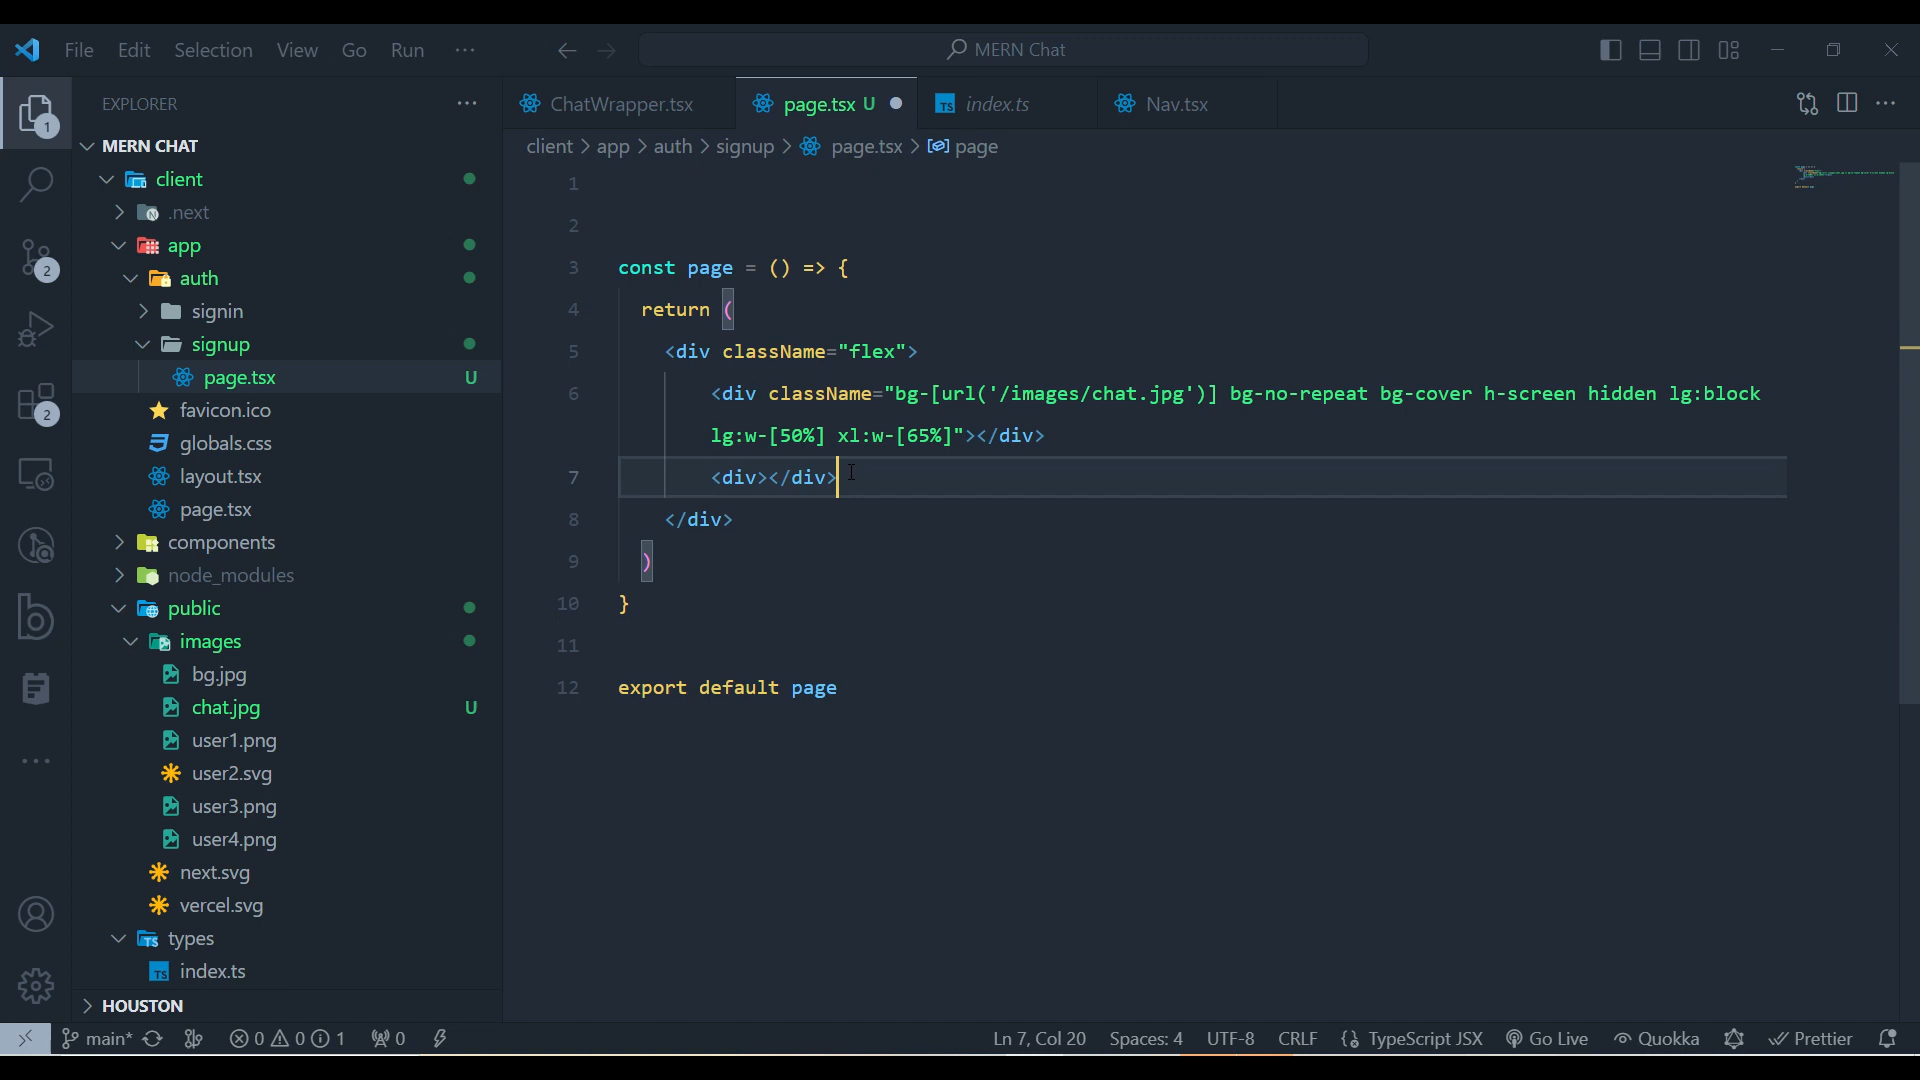 File Edit Selection View Go Run ···
MERN Chat
EXPLORER ···
ChatWrapper.tsx
page.tsx U
index.ts
Nav.tsx
client > app > auth > signup > page.tsx > page
MERN CHAT
client
.next
app
auth
signin
signup
page.tsx U
favicon.ico
globals.css
layout.tsx
page.tsx
components
node_modules
public
images
bg.jpg
chat.jpg U
user1.png
user2.svg
user3.png
user4.png
next.svg
vercel.svg
types
index.ts
HOUSTON
1
2
2
1
2
3 const page = () => {
4 return (
5 <div className="flex">
6 <div className="bg-[url('/images/chat.jpg')] bg-no-repeat bg-cover h-screen hidden lg:block
lg:w-[50%] xl:w-[65%]"></div>
7 <div></div>
8 </div>
9 )
10 }
11
12 export default page
main* 0 0 1 0
Ln 7, Col 20 Spaces: 4 UTF-8 CRLF TypeScript JSX Go Live Quokka Prettier